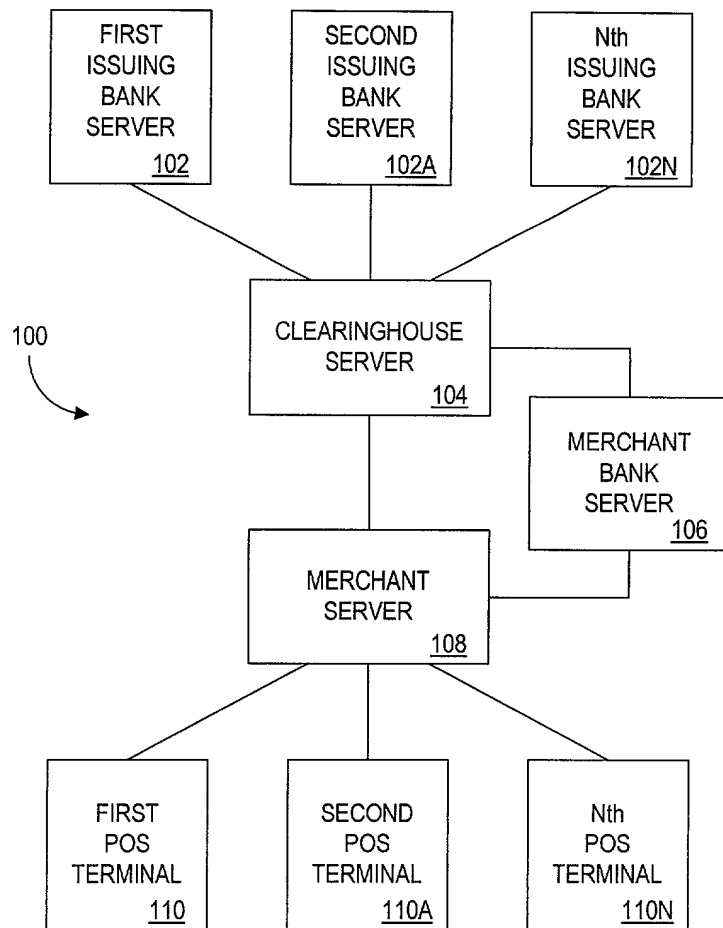 FIRST
ISSUING
BANK
SERVER
102
SECOND
ISSUING
BANK
SERVER
102A
Nth
ISSUING
BANK
SERVER
102N
100
CLEARINGHOUSE
SERVER
104
MERCHANT
BANK
SERVER
106
MERCHANT
SERVER
108
FIRST
POS
TERMINAL
110
SECOND
POS
TERMINAL
110A
Nth
POS
TERMINAL
110N